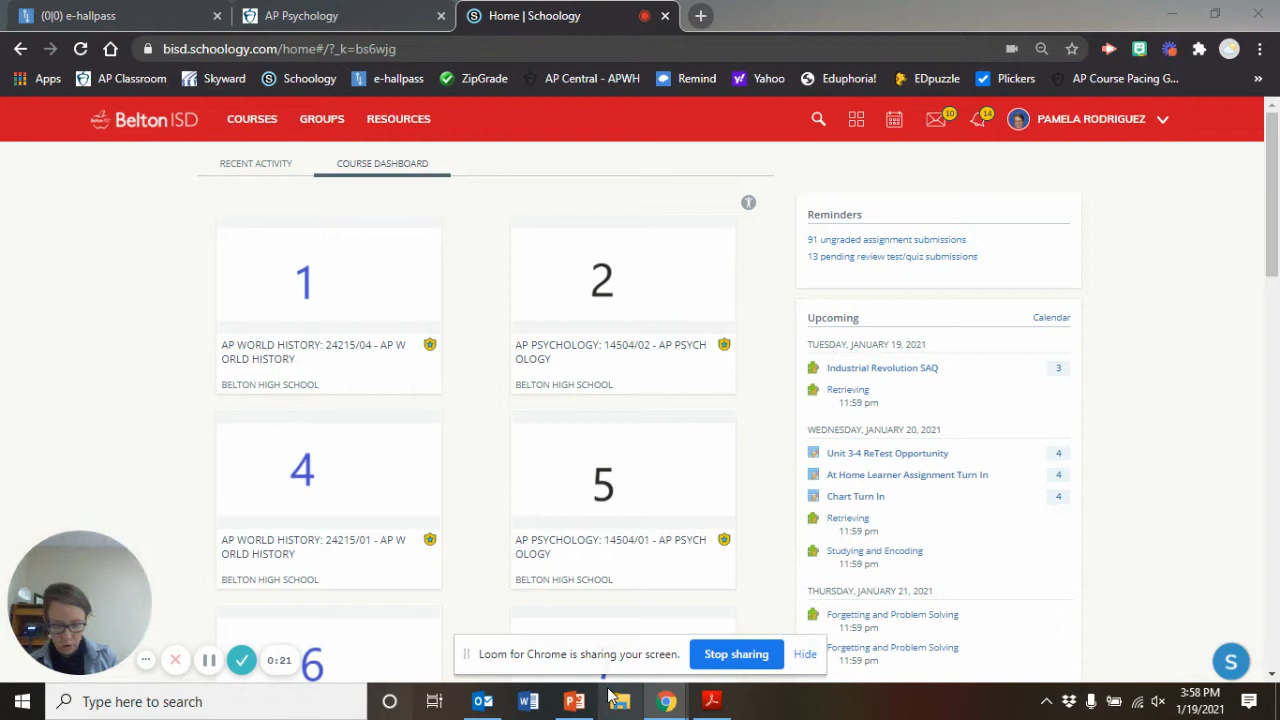 (0|0) e-hallpass
AP Psychology
Home | Schoology
bisd.schoology.com/home#/?_k=bs6wjg
Apps
AP Classroom
Skyward
Schoology
e-hallpass
ZipGrade
AP Central - APWH
Remind
Yahoo
Eduphoria!
EDpuzzle
Plickers
AP Course Pacing G...
»
Belton ISD
COURSES
GROUPS
RESOURCES
10
14
PAMELA RODRIGUEZ
RECENT ACTIVITY
COURSE DASHBOARD
1
AP WORLD HISTORY: 24215/04 - AP W
ORLD HISTORY
BELTON HIGH SCHOOL
2
AP PSYCHOLOGY: 14504/02 - AP PSYCH
OLOGY
BELTON HIGH SCHOOL
4
AP WORLD HISTORY: 24215/01 - AP W
ORLD HISTORY
BELTON HIGH SCHOOL
5
AP PSYCHOLOGY: 14504/01 - AP PSYCH
OLOGY
BELTON HIGH SCHOOL
6
Reminders
91 ungraded assignment submissions
13 pending review test/quiz submissions
Upcoming
Calendar
TUESDAY, JANUARY 19, 2021
Industrial Revolution SAQ
3
Retrieving
11:59 pm
WEDNESDAY, JANUARY 20, 2021
Unit 3-4 ReTest Opportunity
4
At Home Learner Assignment Turn In
4
Chart Turn In
4
Retrieving
11:59 pm
Studying and Encoding
11:59 pm
THURSDAY, JANUARY 21, 2021
Forgetting and Problem Solving
11:59 pm
Forgetting and Problem Solving
11:59 pm
0:21
Loom for Chrome is sharing your screen.
Stop sharing
Hide
S
Type here to search
3:58 PM
1/19/2021